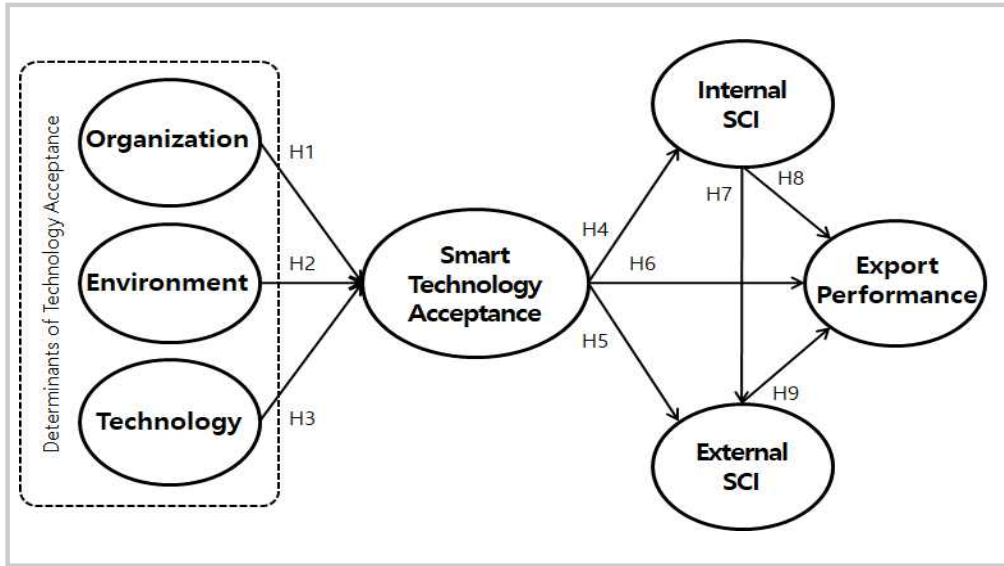 Determinants of Technology Acceptance
Organization
Environment
Technology
H1
H2
H3
Smart
Technology
Acceptance
H4
H6
H5
Internal
SCI
H7
H8
H9
External
SCI
Export
Performance